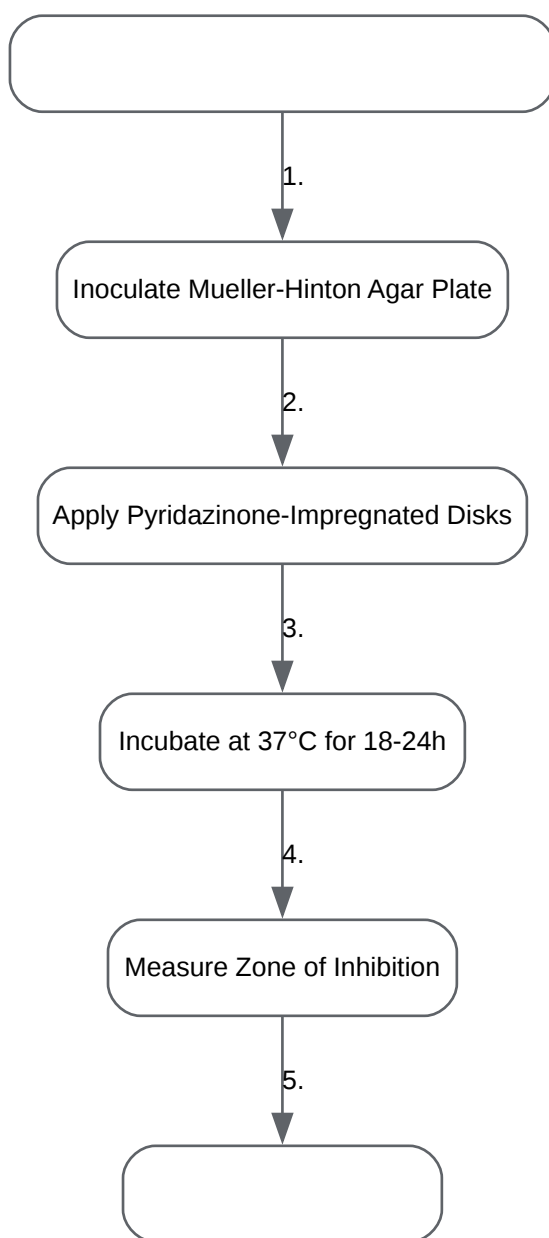 1.
Inoculate Mueller-Hinton Agar Plate
2.
Apply Pyridazinone-Impregnated Disks
3.
Incubate at 37°C for 18-24h
4.
Measure Zone of Inhibition
5.